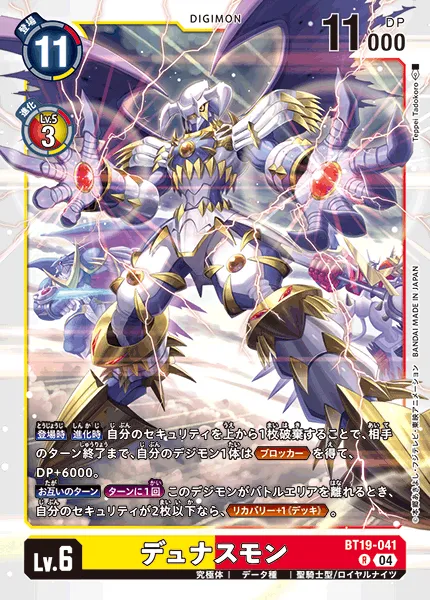 DIGIMON
登場
11
11000
DP
進化
Lv.5
3
Teppei Tadokoro
BANDAI MADE IN JAPAN
©本郷あきよし・フジテレビ・東映アニメーション
登場時 進化時 自分のセキュリティを上から1枚破棄することで、相手
のターン終了まで、自分のデジモン1体は ブロッカー を得て、
DP+6000。
お互いのターン ターンに1回 このデジモンがバトルエリアを離れるとき、
自分のセキュリティが2枚以下なら、リカバリー+1《デッキ》。
Lv.6
デュナスモン
BT19-041
R 04
究極体 | データ種 | 聖騎士型/ロイヤルナイツ